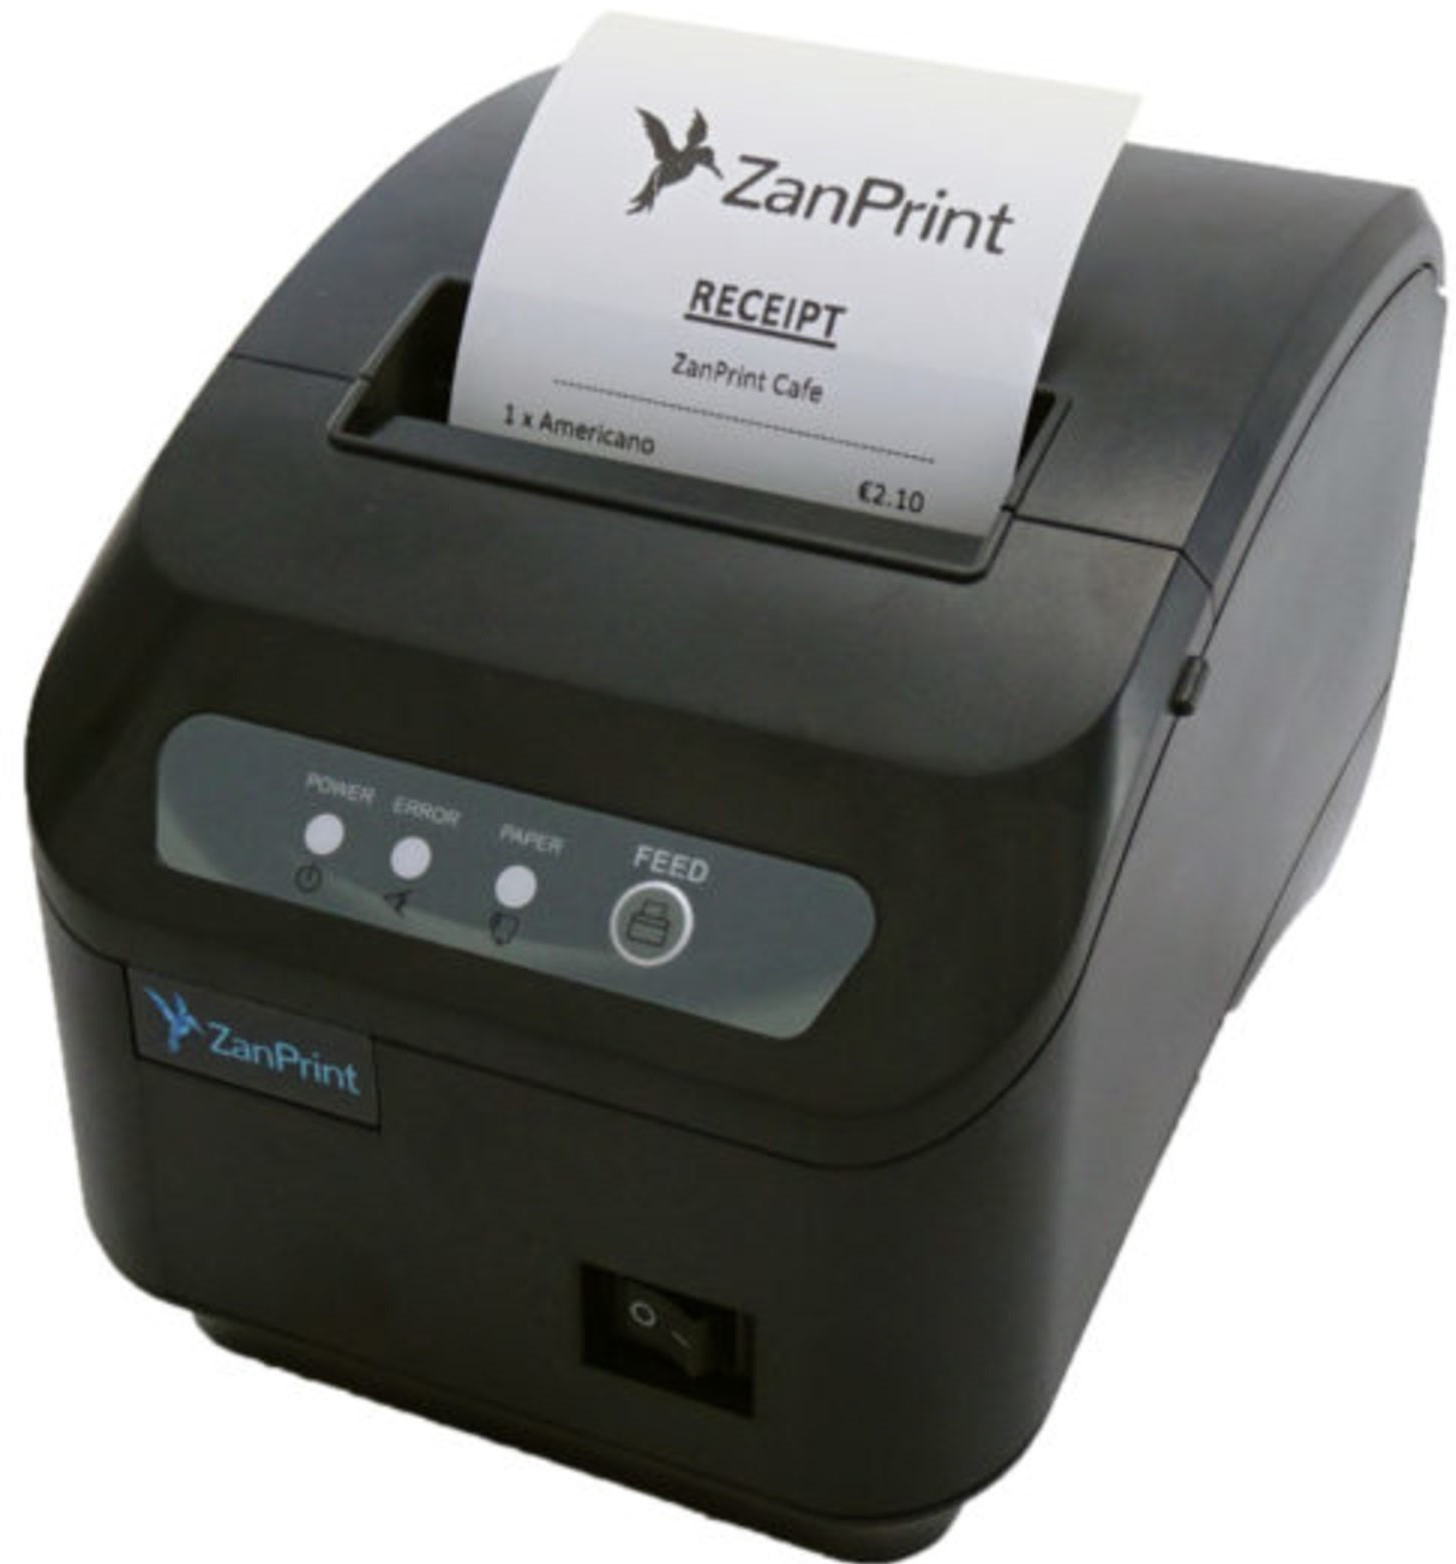 ZanPrint
RECEIPT
ZanPrint Cafe
1 x Americano
€2.10
POWER ERROR PAPER FEED
ZanPrint